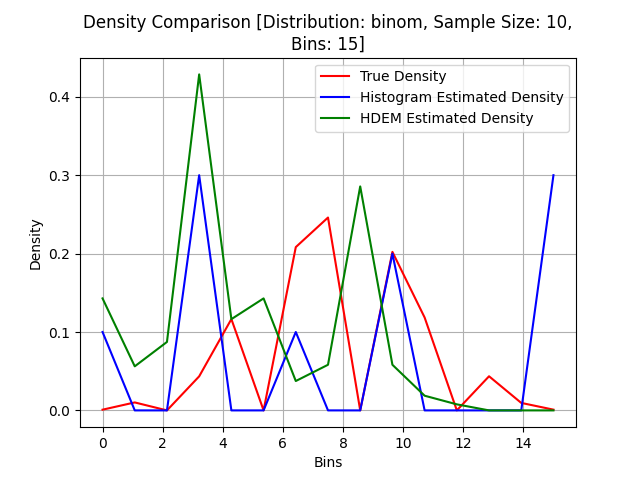 Density Comparison [Distribution: binom, Sample Size: 10,
Bins: 15]
True Density
Histogram Estimated Density
HDEM Estimated Density
Density
0.4
0.3
0.2
0.1
0.0
0 2 4 6 8 10 12 14
Bins